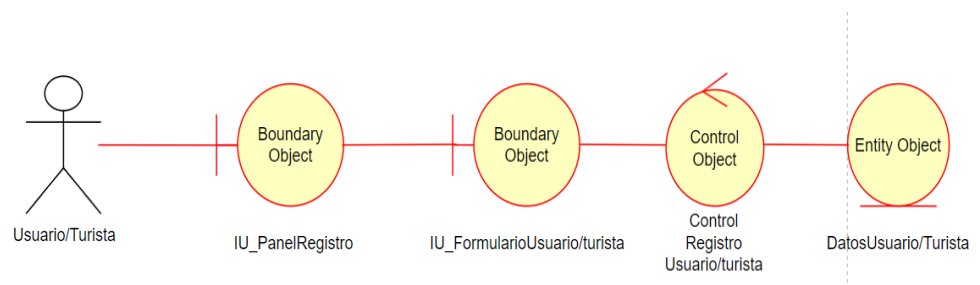 Boundary
Object
Boundary
Object
Control
Object
Entity Object
Usuario/Turista
IU_PanelRegistro
IU_FormularioUsuario/turista
Control
Registro
Usuario/turista
DatosUsuario/Turista